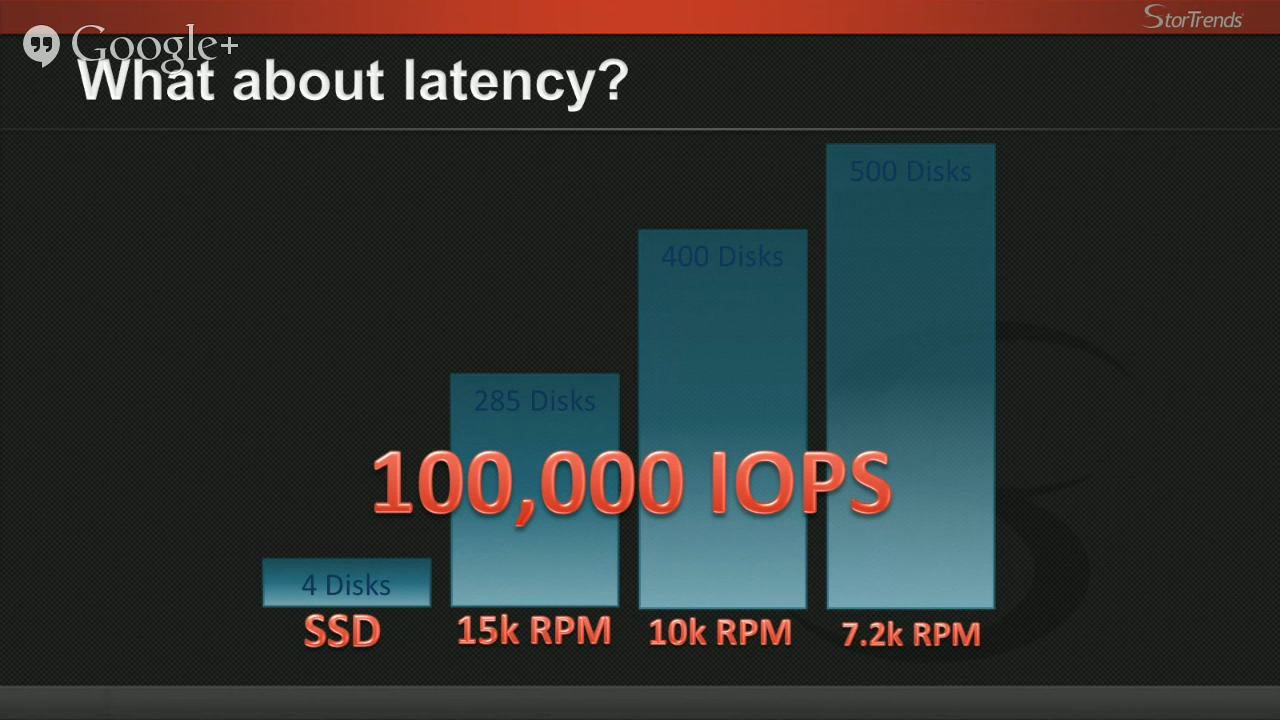 StorTrends
Google+
What about latency?
500 Disks
400 Disks
285 Disks
100,000 IOPS
4 Disks
SSD
15k RPM
10k RPM
7.2k RPM